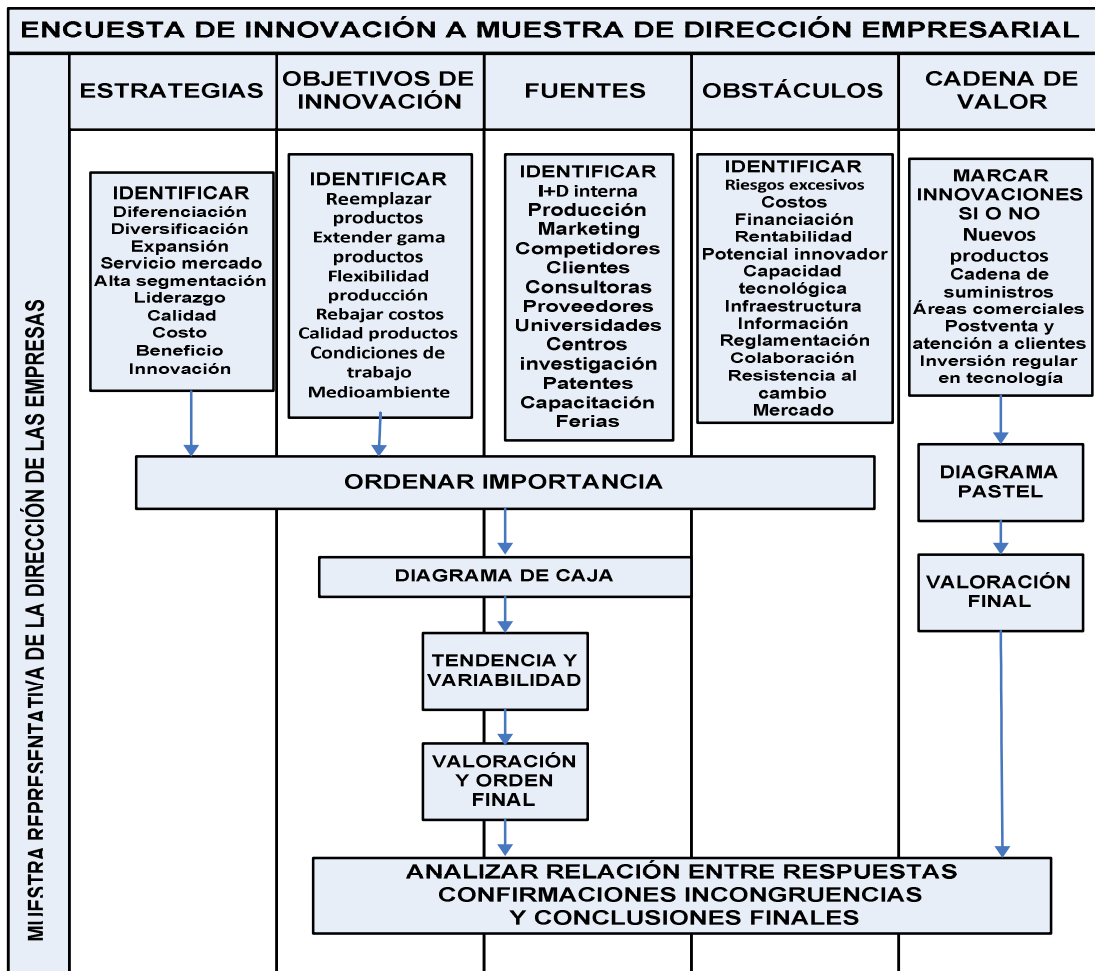 ENCUESTA DE INNOVACIÓN A MUESTRA DE DIRECCIÓN EMPRESARIAL
MUESTRA REPRESENTATIVA DE LA DIRECCIÓN DE LAS EMPRESAS
ESTRATEGIAS
OBJETIVOS DE
INNOVACIÓN
FUENTES
OBSTÁCULOS
CADENA DE
VALOR
IDENTIFICAR
Diferenciación
Diversificación
Expansión
Servicio mercado
Alta segmentación
Liderazgo
Calidad
Costo
Beneficio
Innovación
IDENTIFICAR
Reemplazar
productos
Extender gama
productos
Flexibilidad
producción
Rebajar costos
Calidad productos
Condiciones de
trabajo
Medioambiente
IDENTIFICAR
I+D interna
Producción
Marketing
Competidores
Clientes
Consultoras
Proveedores
Universidades
Centros
investigación
Patentes
Capacitación
Ferias
IDENTIFICAR
Riesgos excesivos
Costos
Financiación
Rentabilidad
Potencial innovador
Capacidad
tecnológica
Infraestructura
Información
Reglamentación
Colaboración
Resistencia al
cambio
Mercado
MARCAR
INNOVACIONES
SI O NO
Nuevos
productos
Cadena de
suministros
Áreas comerciales
Postventa y
atención a clientes
Inversión regular
en tecnología
ORDENAR IMPORTANCIA
DIAGRAMA
PASTEL
DIAGRAMA DE CAJA
VALORACIÓN
FINAL
TENDENCIA Y
VARIABILIDAD
VALORACIÓN
Y ORDEN
FINAL
ANALIZAR RELACIÓN ENTRE RESPUESTAS
CONFIRMACIONES INCONGRUENCIAS
Y CONCLUSIONES FINALES